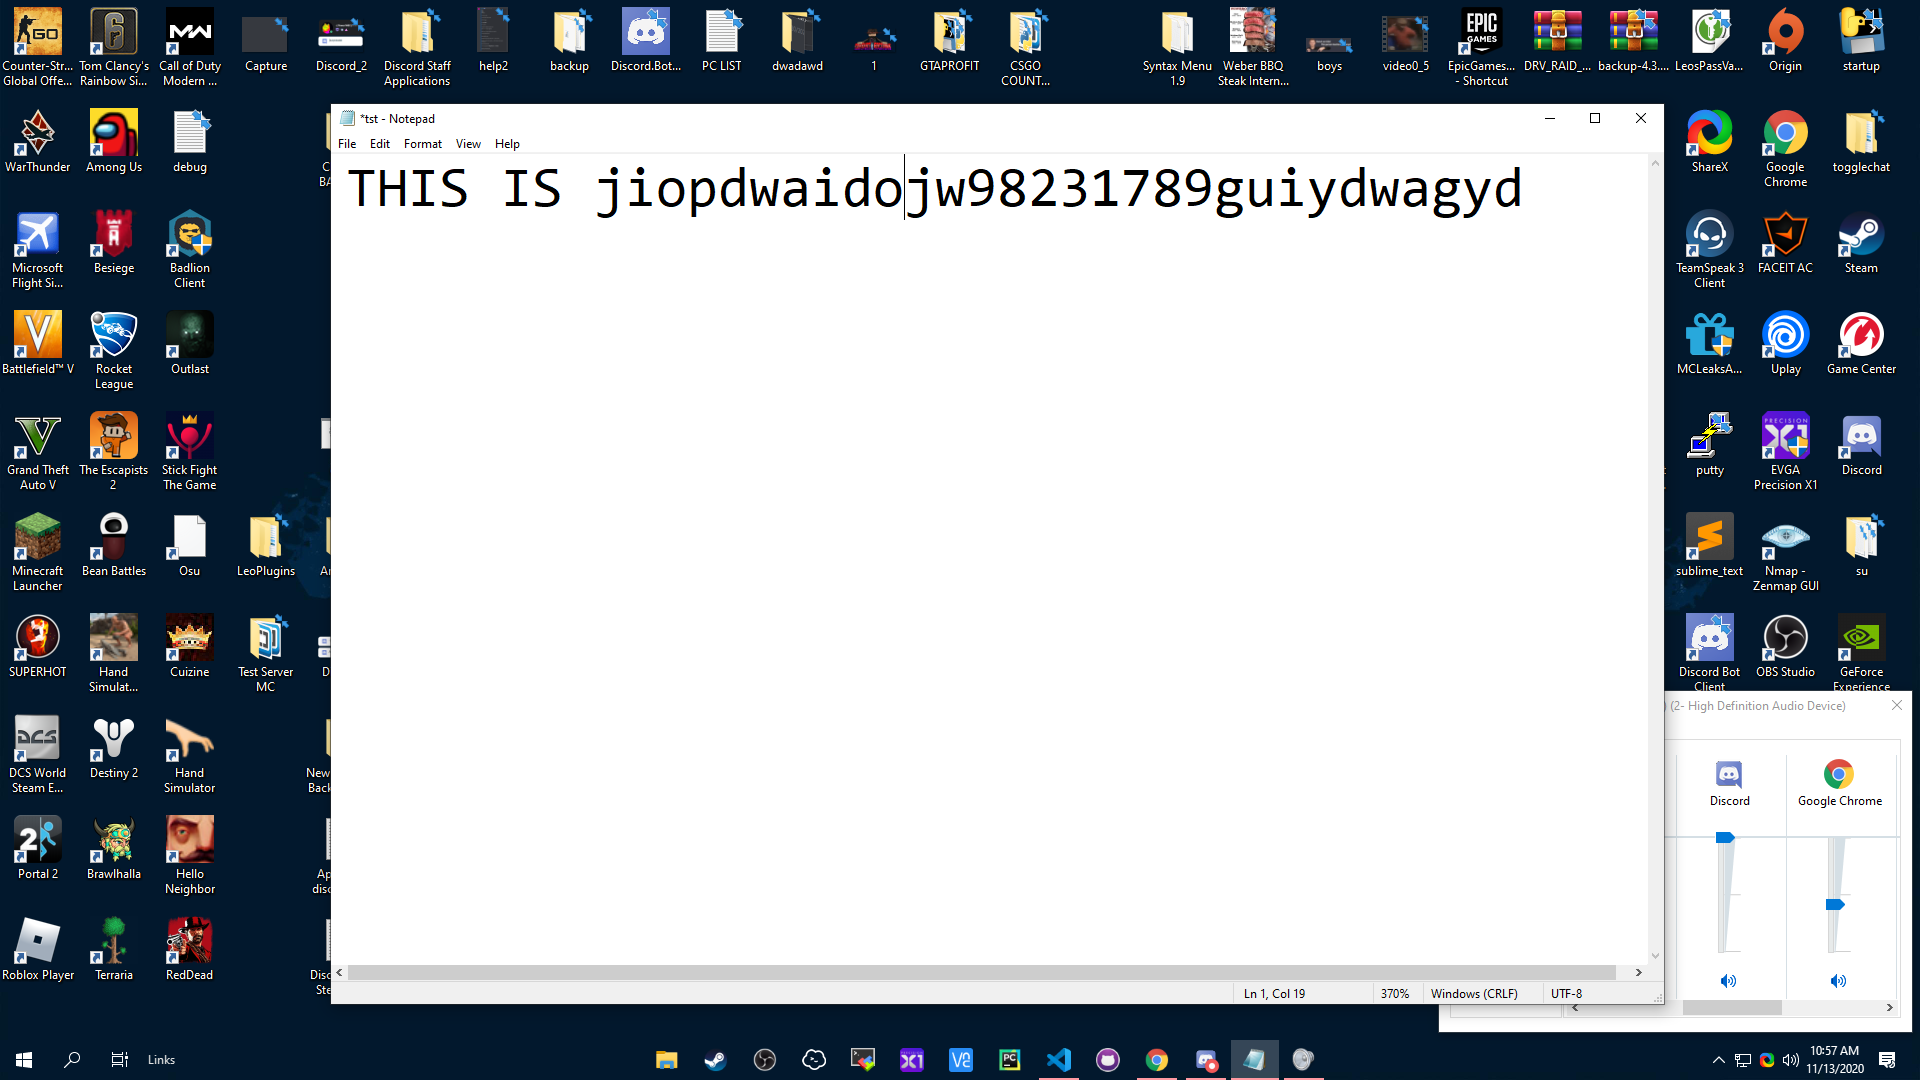 Counter-Str... Global Offe...
Tom Clancy's Rainbow Si...
Call of Duty Modern ...
Capture
Discord_2
Discord Staff Applications
help2
backup
Discord.Bot...
PC LIST
dwadawd
1
GTAPROFIT
CSGO COUNT...
Syntax Menu 1.9
Weber BBQ Steak Intern...
boys
video0_5
EpicGames... - Shortcut
DRV_RAID_...
backup-4.3....
LeosPassVa...
Origin
startup
*tst - Notepad
File Edit Format View Help
THIS IS jiopdwaidojw98231789guiydwagyd
WarThunder
Among Us
debug
ShareX
Google Chrome
togglechat
Microsoft Flight Si...
Besiege
Badlion Client
TeamSpeak 3 Client
FACEIT AC
Steam
Battlefield™ V
Rocket League
Outlast
MCLeaksA...
Uplay
Game Center
Grand Theft Auto V
The Escapists 2
Stick Fight The Game
putty
EVGA Precision X1
Discord
Minecraft Launcher
Bean Battles
Osu
LeoPlugins
sublime_text
Nmap - Zenmap GUI
su
SUPERHOT
Hand Simulat...
Cuizine
Test Server MC
Discord Bot Client
OBS Studio
GeForce Experience
) (2- High Definition Audio Device)
DCS World Steam E...
Destiny 2
Hand Simulator
New
Back
Discord
Google Chrome
Portal 2
Brawlhalla
Hello Neighbor
Roblox Player
Terraria
RedDead
Ln 1, Col 19
370%
Windows (CRLF)
UTF-8
Links
10:57 AM
11/13/2020